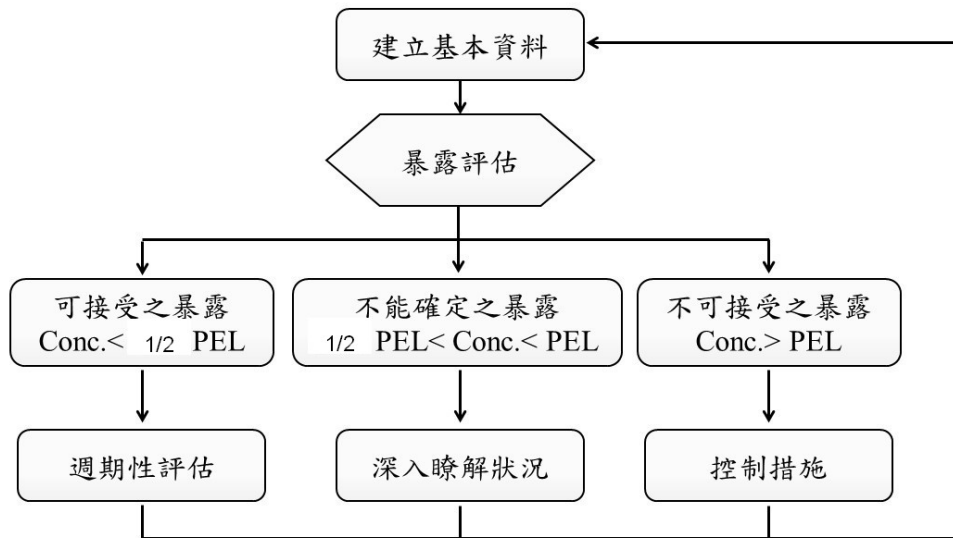 建立基本資料
暴露評估
可接受之暴露
Conc.< 1/2 PEL
不能確定之暴露
1/2 PEL< Conc.< PEL
不可接受之暴露
Conc.> PEL
週期性評估
深入瞭解狀況
控制措施